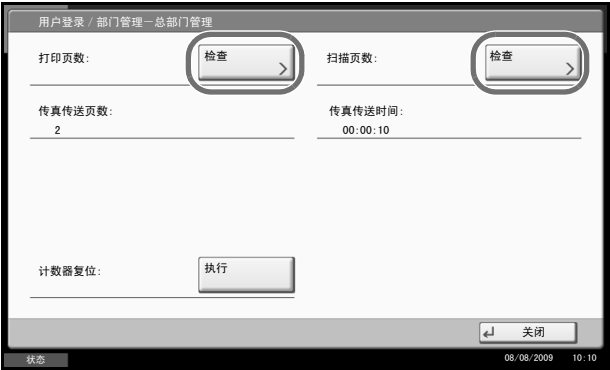 用户登录 / 部门管理－总部门管理
打印页数: 检查 扫描页数: 检查
传真传送页数: 传真传送时间:
2 00:00:10
计数器复位: 执行
关闭
状态 08/08/2009 10:10